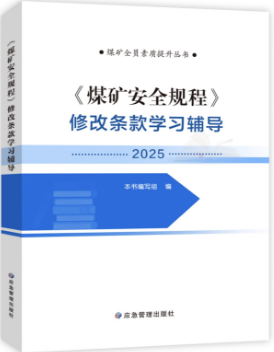 《煤矿安全规程》修改条款学习辅导
煤矿全员素质提升丛书
《煤矿安全规程》
修改条款学习辅导
2025
本书编写组 编
应急管理出版社